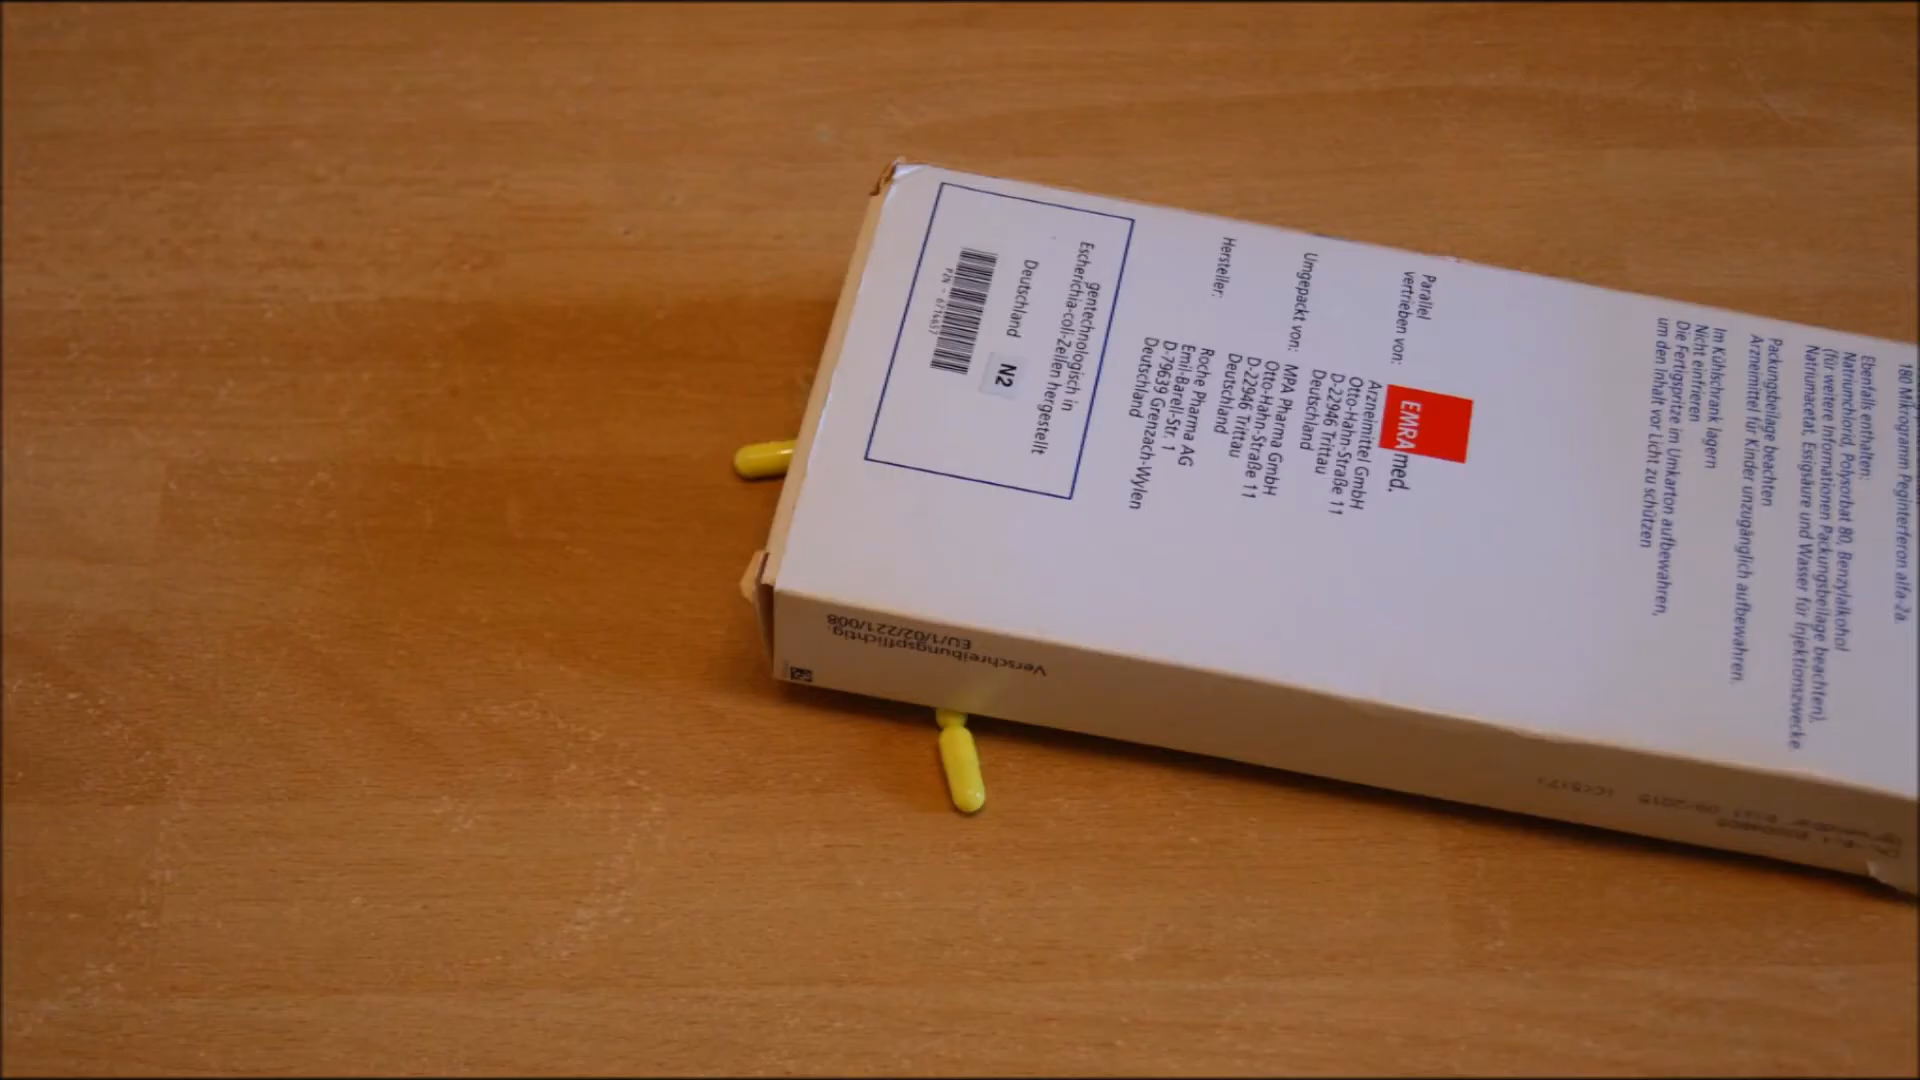 180 Mikrogramm Peginterferon alfa-2a.
Ebenfalls enthalten:
Natriumchlorid, Polysorbat 80, Benzylalkohol
(für weitere Informationen Packungsbeilage beachten),
Natriumacetat, Essigsäure und Wasser für Injektionszwecke.
Packungsbeilage beachten
Arzneimittel für Kinder unzugänglich aufbewahren.
Im Kühlschrank lagern
Nicht einfrieren
Die Fertigspritze im Umkarton aufbewahren,
um den Inhalt vor Licht zu schützen
Parallel
vertrieben von:
EMRAmed.
Arzneimittel GmbH
Otto-Hahn-Straße 11
D-22946 Trittau
Deutschland
Umgepackt von:
MPA Pharma GmbH
Otto-Hahn-Straße 11
D-22946 Trittau
Deutschland
Hersteller:
Roche Pharma AG
Emil-Barell-Str. 1
D-79639 Grenzach-Wylen
Deutschland
gentechnologisch in
Escherichia-coli-Zellen hergestellt
Deutschland
N2
Verschreibungspflichtig.
EU/1/02/221/008